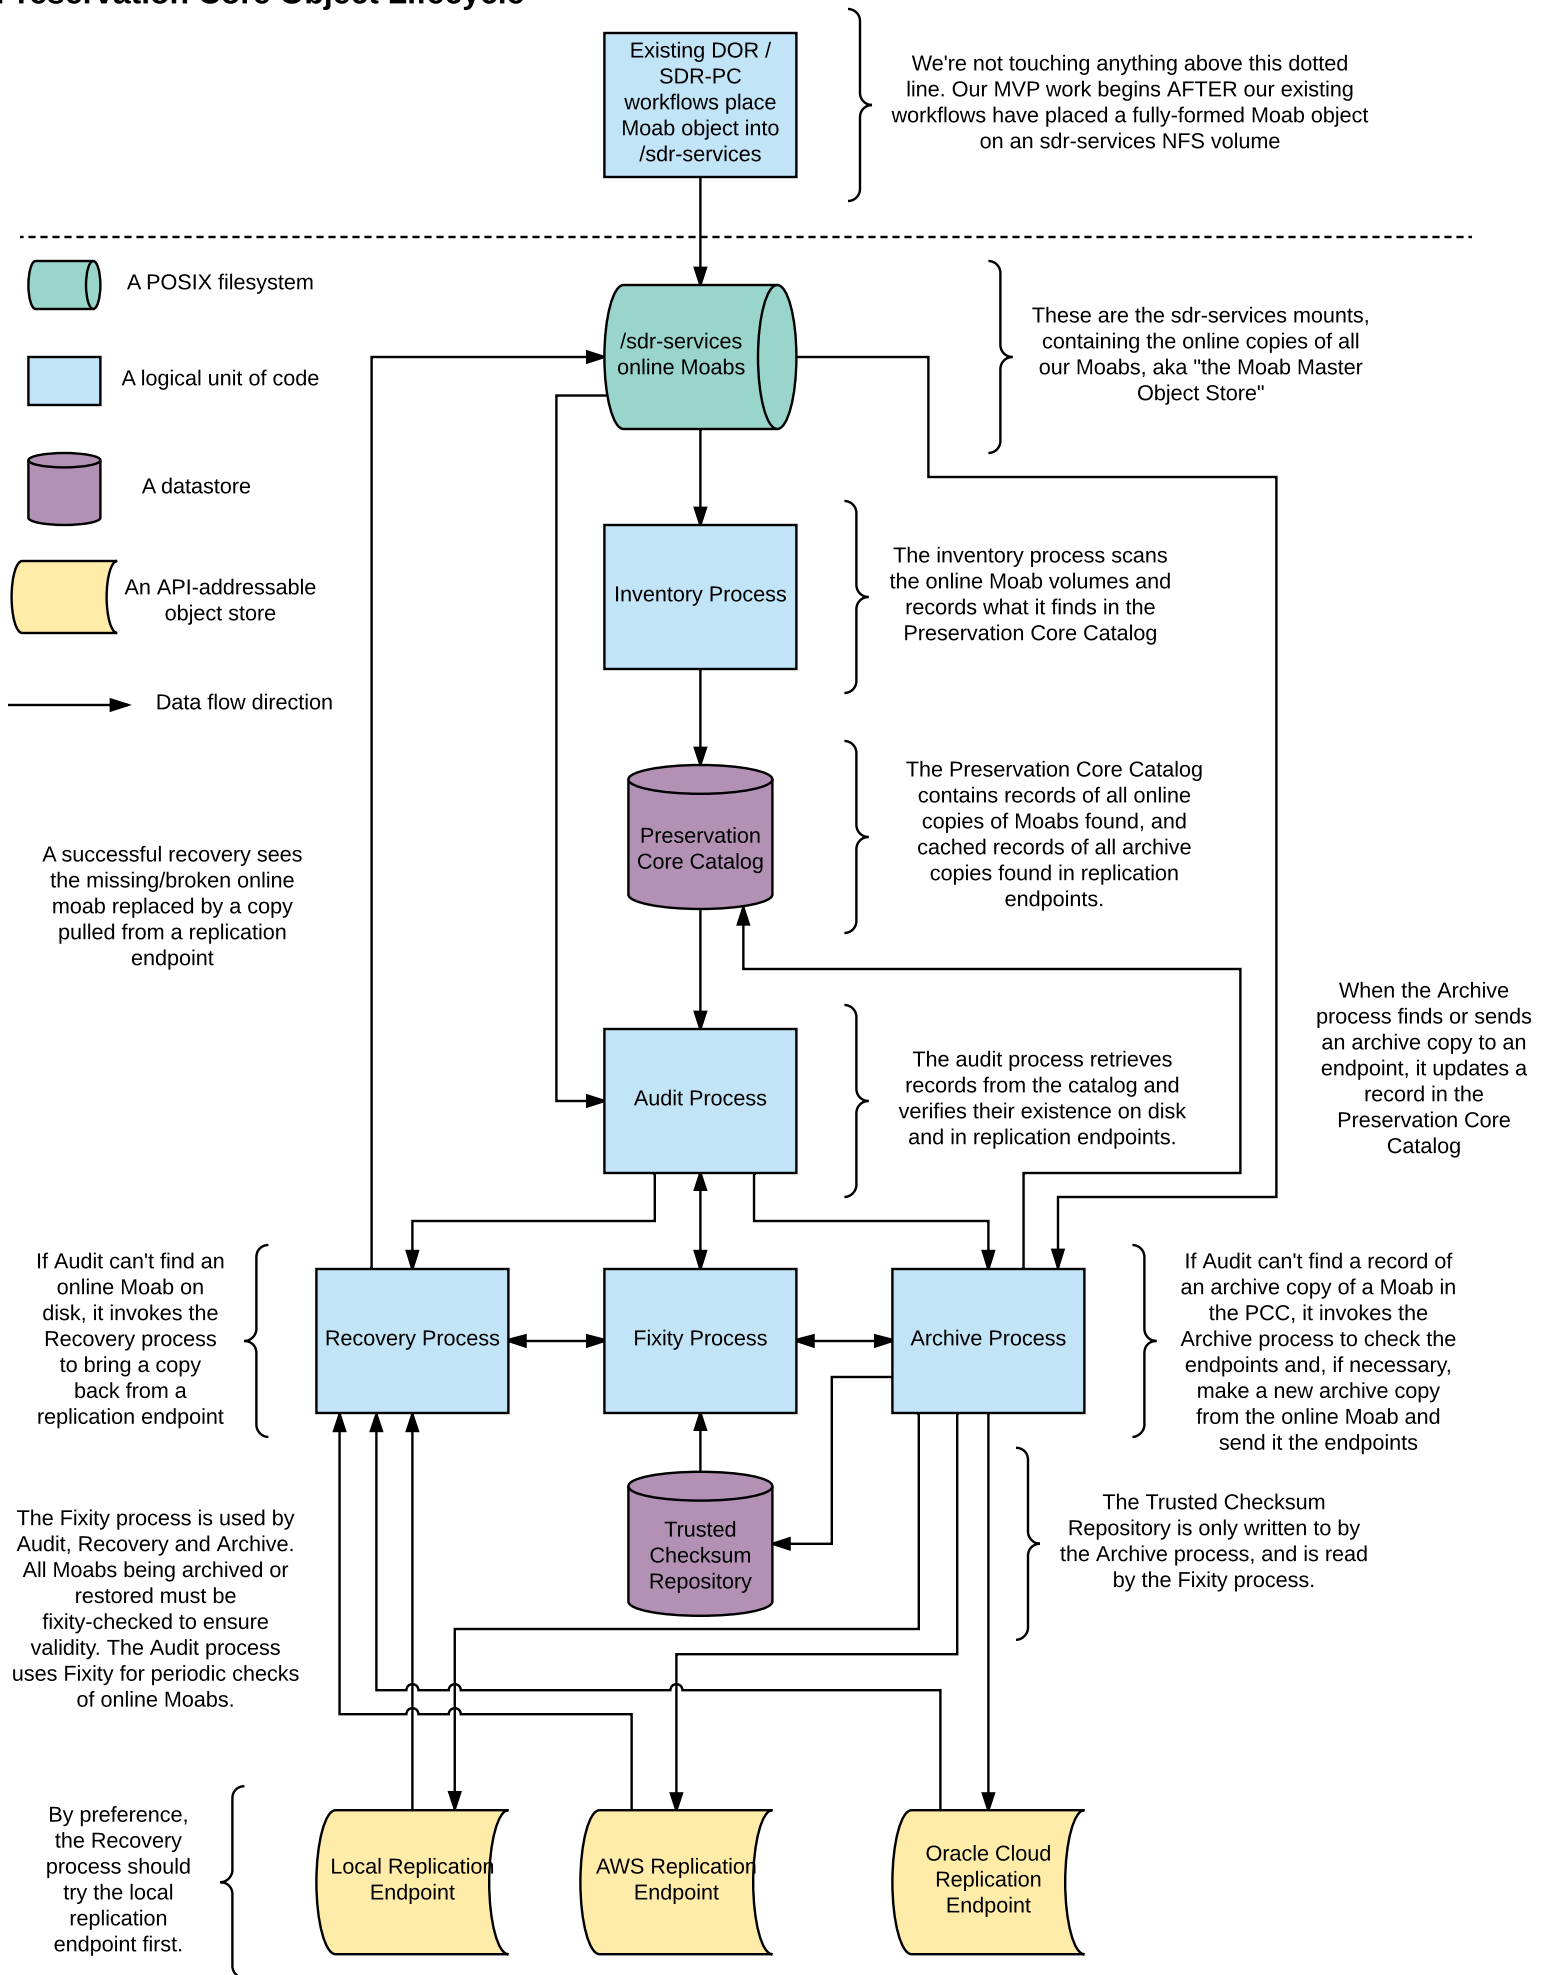 Preservation Core Object Lifecycle
Existing DOR /
SDR-PC
workflows place
Moab object into
/sdr-services
We're not touching anything above this dotted
line. Our MVP work begins AFTER our existing
workflows have placed a fully-formed Moab object
on an sdr-services NFS volume
A POSIX filesystem
A logical unit of code
A datastore
An API-addressable
object store
Data flow direction
/sdr-services
online Moabs
These are the sdr-services mounts,
containing the online copies of all
our Moabs, aka "the Moab Master
Object Store"
Inventory Process
The inventory process scans
the online Moab volumes and
records what it finds in the
Preservation Core Catalog
Preservation
Core Catalog
The Preservation Core Catalog
contains records of all online
copies of Moabs found, and
cached records of all archive
copies found in replication
endpoints.
A successful recovery sees
the missing/broken online
moab replaced by a copy
pulled from a replication
endpoint
When the Archive
process finds or sends
an archive copy to an
endpoint, it updates a
record in the
Preservation Core
Catalog
Audit Process
The audit process retrieves
records from the catalog and
verifies their existence on disk
and in replication endpoints.
If Audit can't find an
online Moab on
disk, it invokes the
Recovery process
to bring a copy
back from a
replication endpoint
Recovery Process
Fixity Process
Archive Process
If Audit can't find a record of
an archive copy of a Moab in
the PCC, it invokes the
Archive process to check the
endpoints and, if necessary,
make a new archive copy
from the online Moab and
send it the endpoints
The Fixity process is used by
Audit, Recovery and Archive.
All Moabs being archived or
restored must be
fixity-checked to ensure
validity. The Audit process
uses Fixity for periodic checks
of online Moabs.
Trusted
Checksum
Repository
The Trusted Checksum
Repository is only written to by
the Archive process, and is read
by the Fixity process.
By preference,
the Recovery
process should
try the local
replication
endpoint first.
Local Replication
Endpoint
AWS Replication
Endpoint
Oracle Cloud
Replication
Endpoint